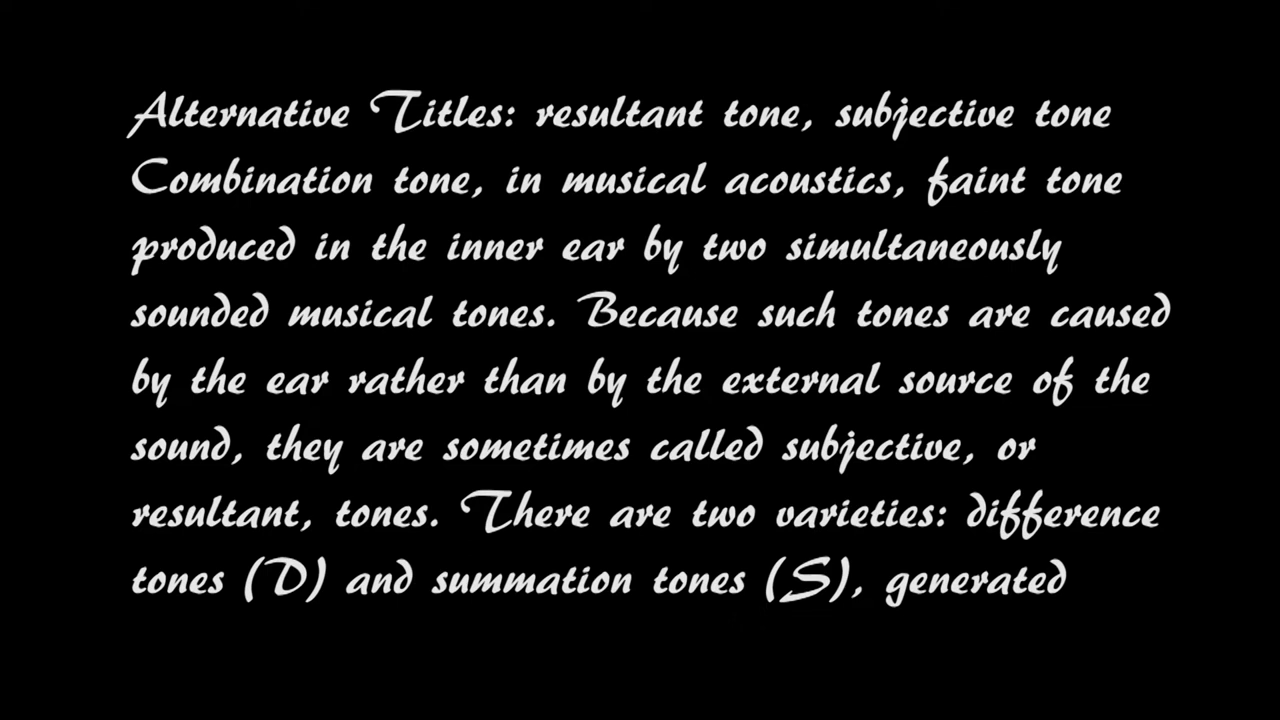 Alternative Titles: resultant tone, subjective tone
Combination tone, in musical acoustics, faint tone
produced in the inner ear by two simultaneously
sounded musical tones. Because such tones are caused
by the ear rather than by the external source of the
sound, they are sometimes called subjective, or
resultant, tones. There are two varieties: difference
tones (D) and summation tones (S), generated